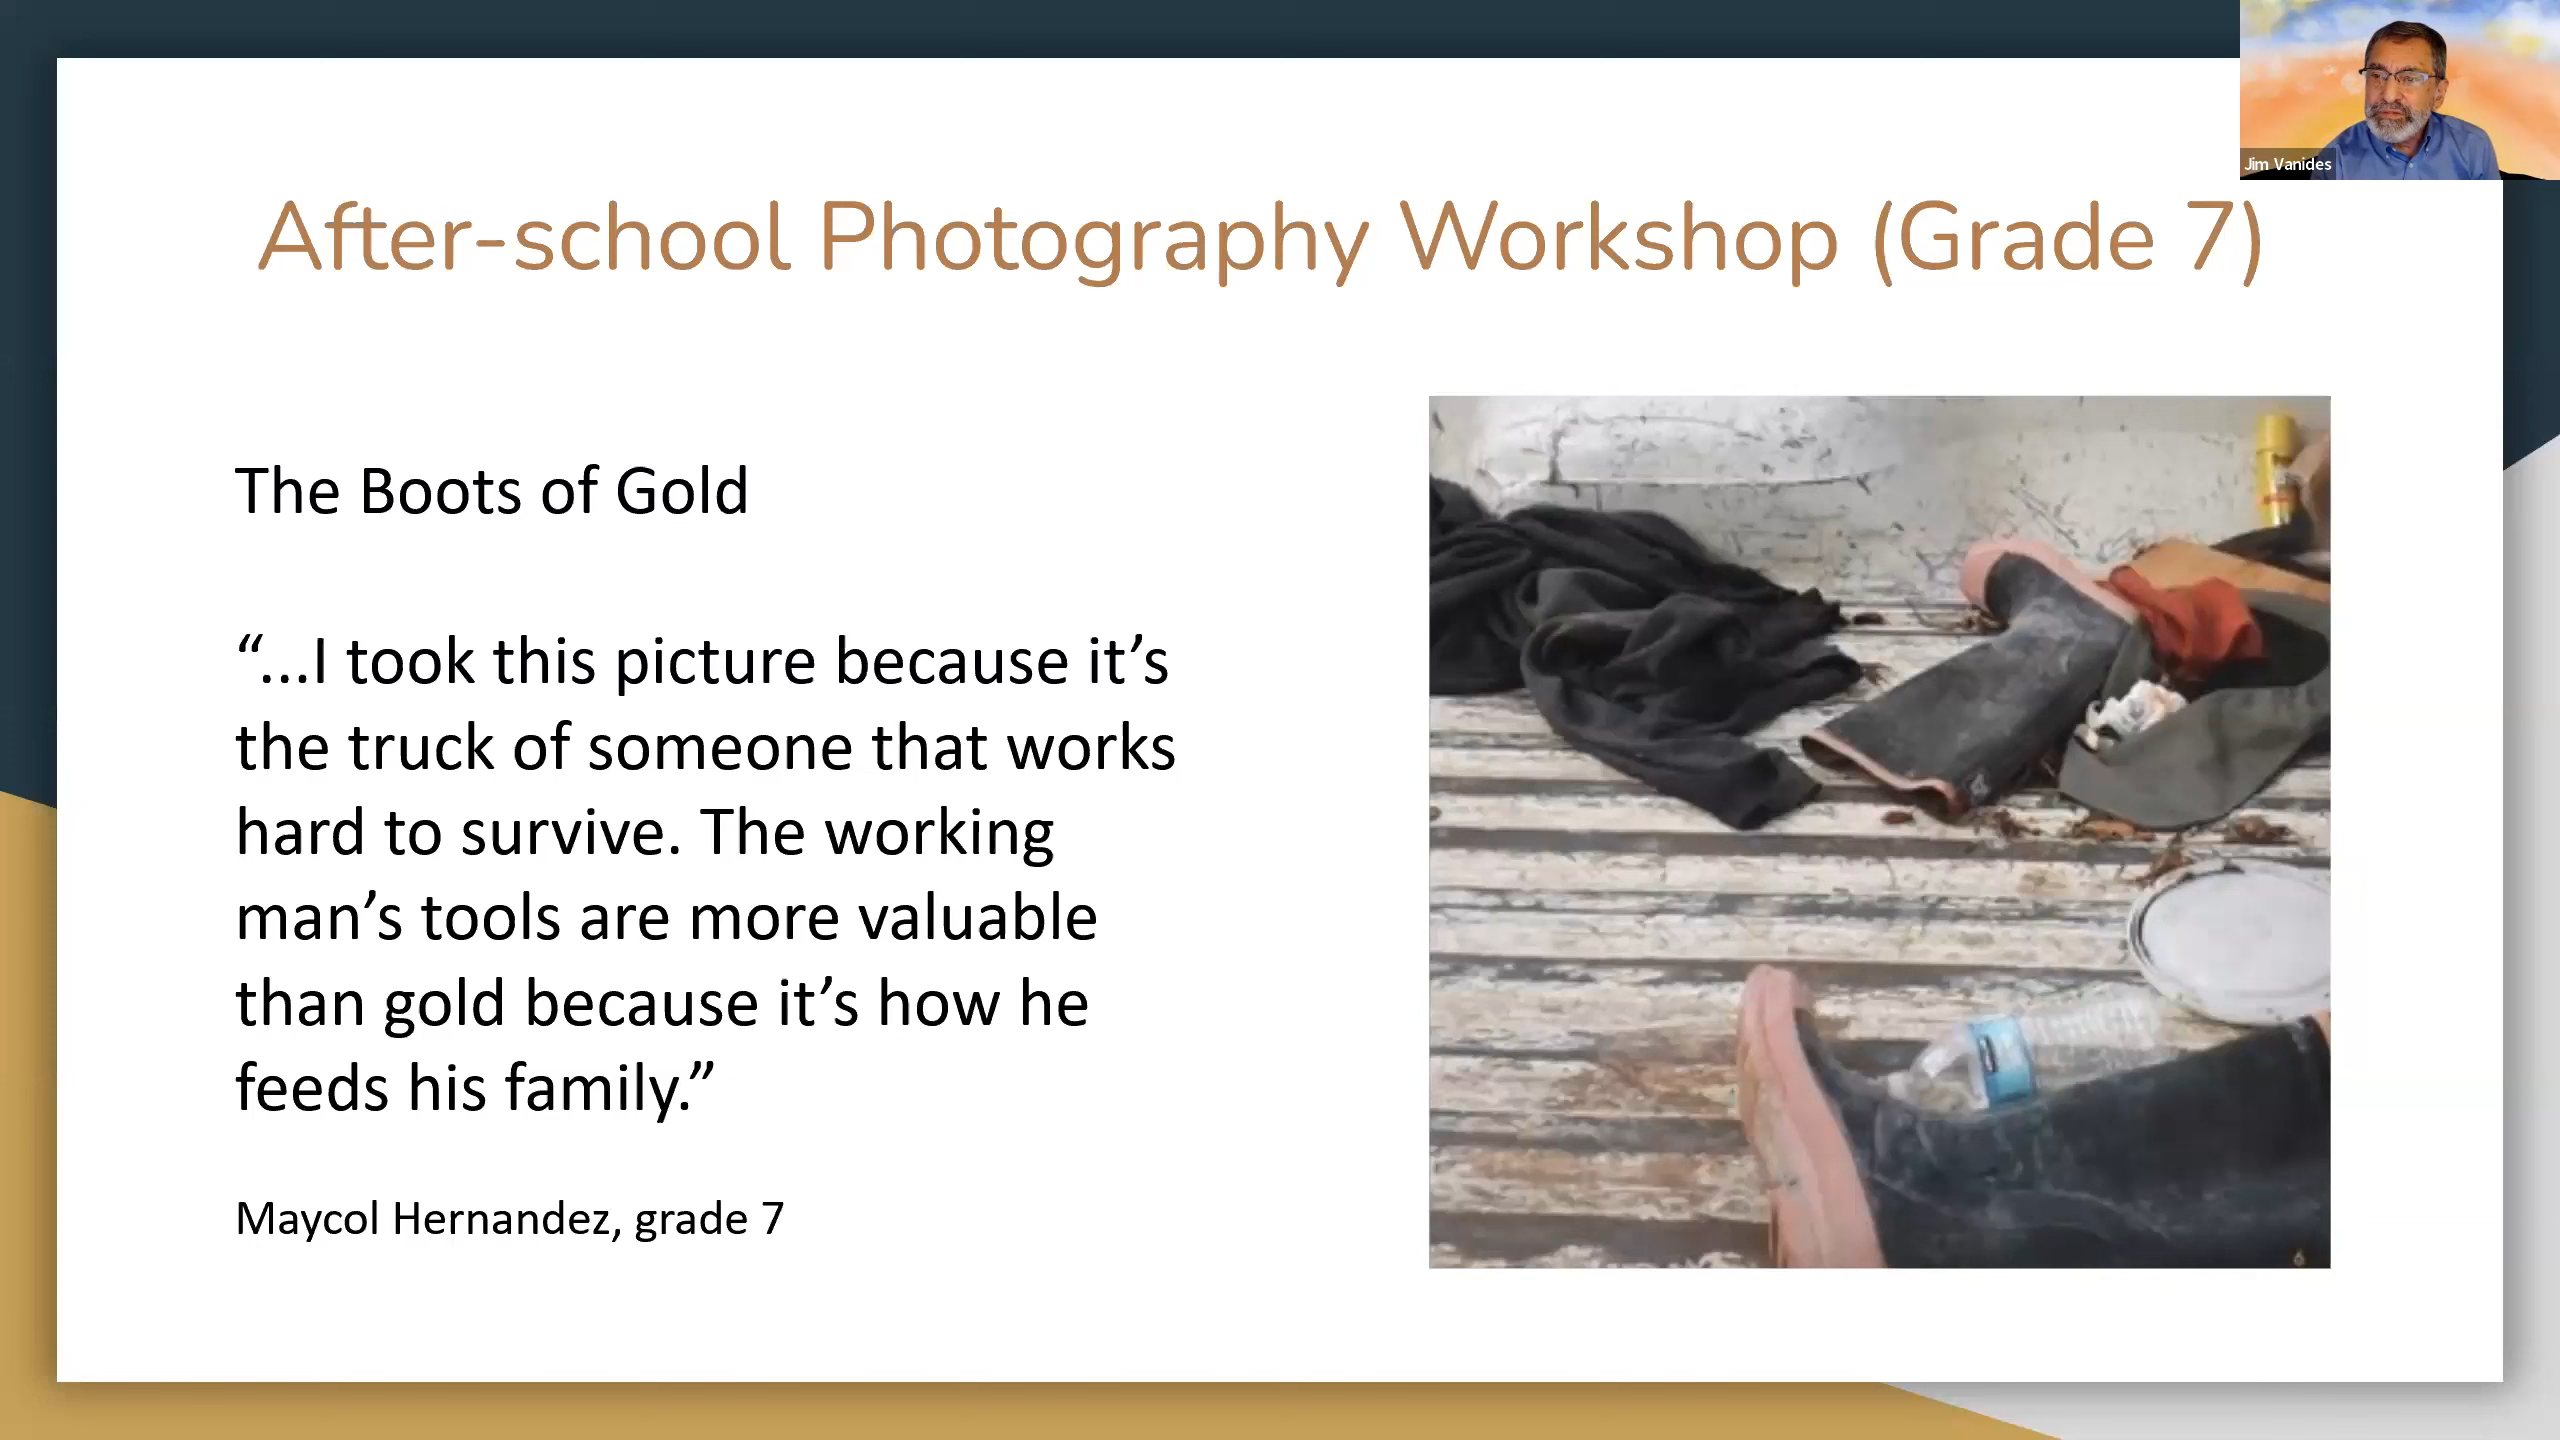 Jim Vanides
After-school Photography Workshop (Grade 7)
The Boots of Gold
“...I took this picture because it’s
the truck of someone that works
hard to survive. The working
man’s tools are more valuable
than gold because it’s how he
feeds his family.”
Maycol Hernandez, grade 7
6